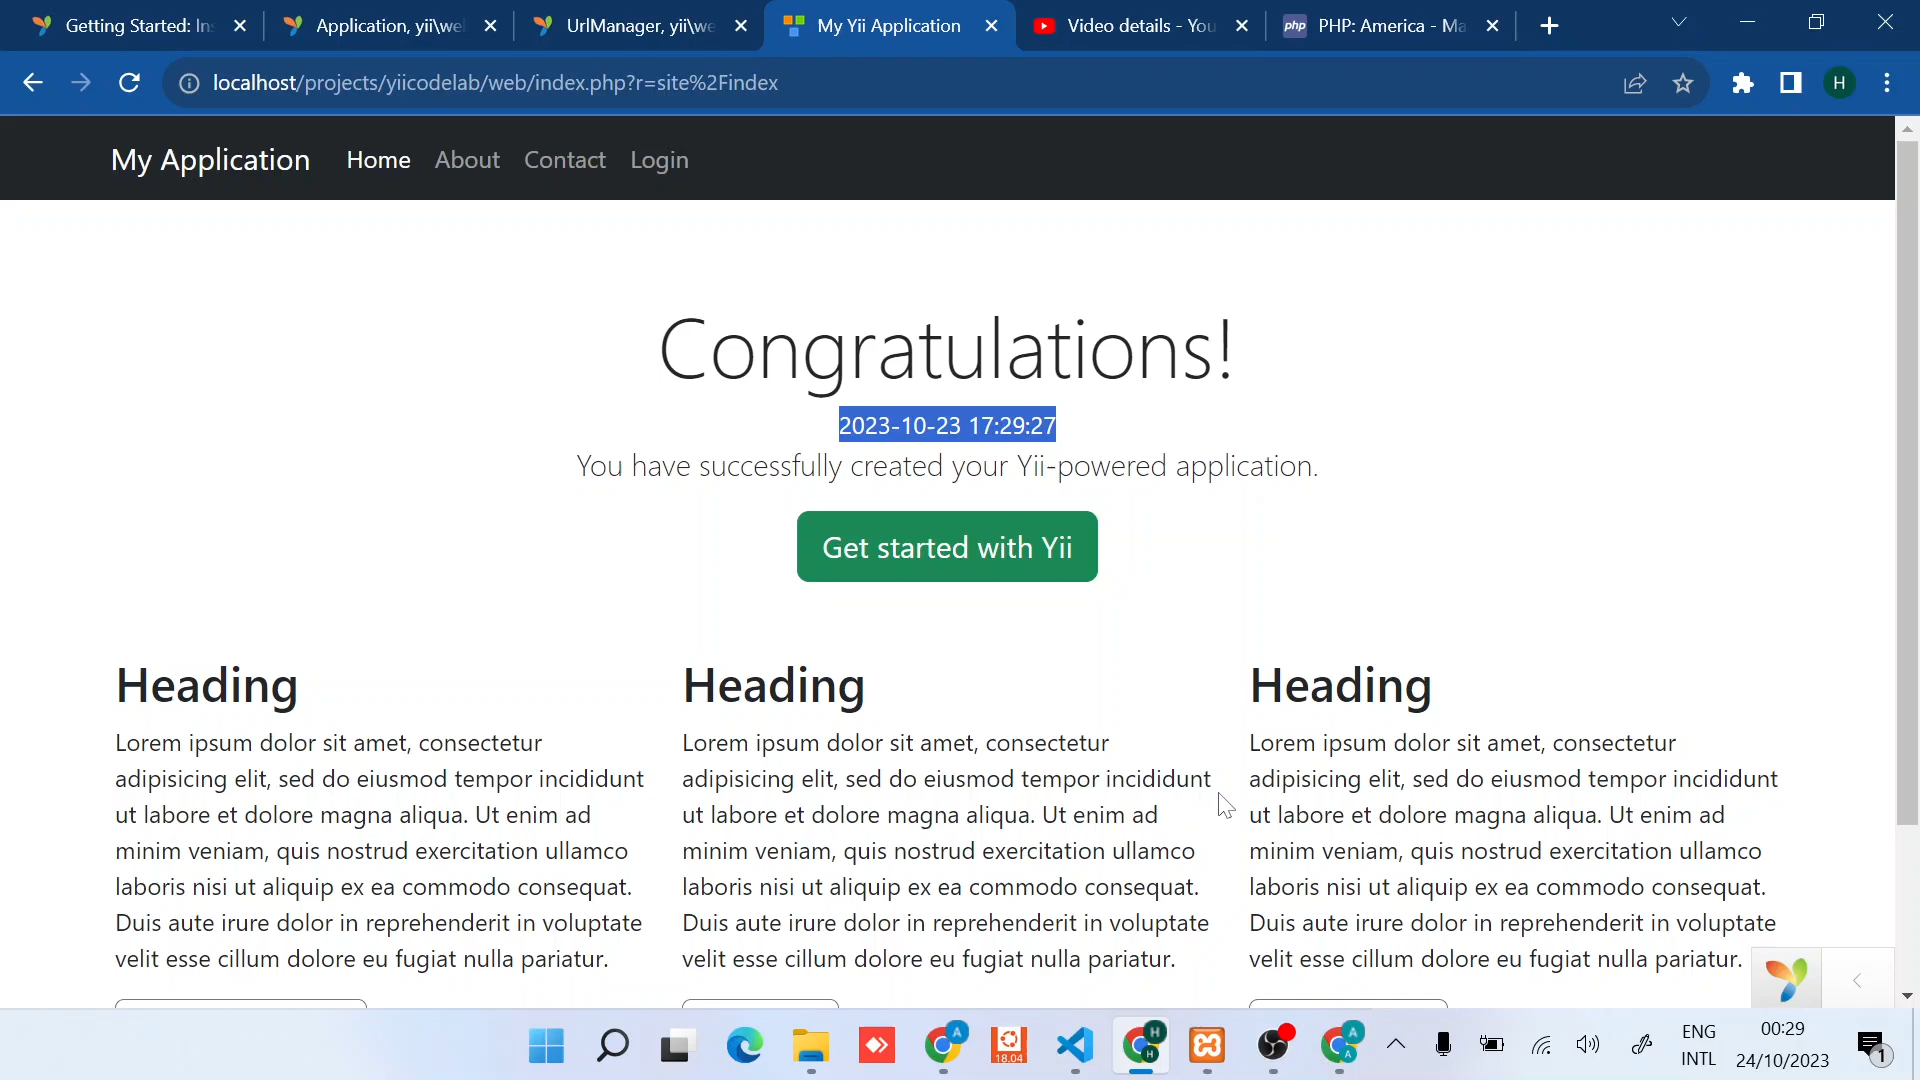 Getting Started: Ins
Application, yii\we
UrlManager, yii\we
My Yii Application
Video details - You
php
PHP: America - Ma
localhost/projects/yiicodelab/web/index.php?r=site%2Findex
H
My Application
Home
About
Contact
Login
Congratulations!
2023-10-23 17:29:27
You have successfully created your Yii-powered application.
Get started with Yii
Heading
Lorem ipsum dolor sit amet, consectetur
adipisicing elit, sed do eiusmod tempor incididunt
ut labore et dolore magna aliqua. Ut enim ad
minim veniam, quis nostrud exercitation ullamco
laboris nisi ut aliquip ex ea commodo consequat.
Duis aute irure dolor in reprehenderit in voluptate
velit esse cillum dolore eu fugiat nulla pariatur.
Heading
Lorem ipsum dolor sit amet, consectetur
adipisicing elit, sed do eiusmod tempor incididunt
ut labore et dolore magna aliqua. Ut enim ad
minim veniam, quis nostrud exercitation ullamco
laboris nisi ut aliquip ex ea commodo consequat.
Duis aute irure dolor in reprehenderit in voluptate
velit esse cillum dolore eu fugiat nulla pariatur.
Heading
Lorem ipsum dolor sit amet, consectetur
adipisicing elit, sed do eiusmod tempor incididunt
ut labore et dolore magna aliqua. Ut enim ad
minim veniam, quis nostrud exercitation ullamco
laboris nisi ut aliquip ex ea commodo consequat.
Duis aute irure dolor in reprehenderit in voluptate
velit esse cillum dolore eu fugiat nulla pariatur.
A
18.04
H
H
A
A
ENG
INTL
00:29
24/10/2023
1